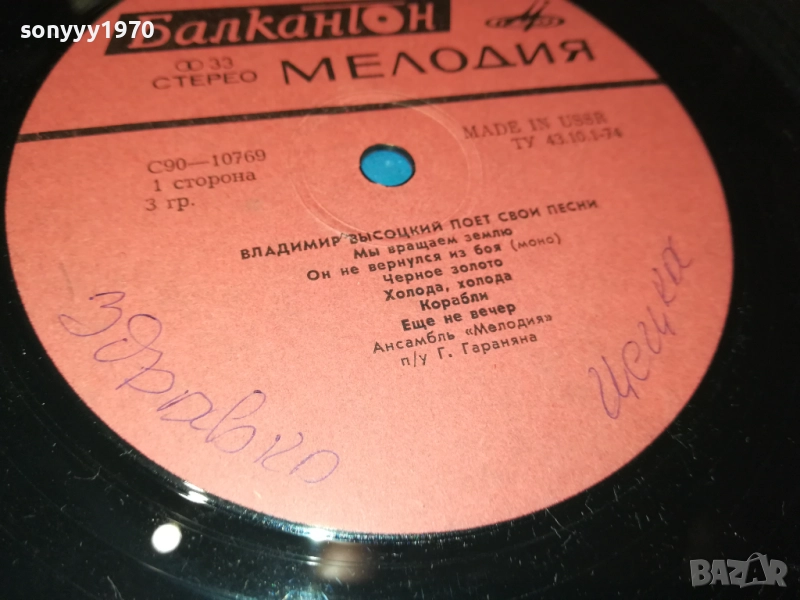 sonyyy1970
Балкантон
33
СТЕРЕО
МЕЛОДИЯ
MADE IN USSR
ТУ 43.10.1-74
С90—10769
1 сторона
3 гр.
ВЛАДИМИР ВЫСОЦКИЙ ПОЕТ СВОИ ПЕСНИ
Мы вращаем землю
Он не вернулся из боя (моно)
Черное золото
Холода, холода
Корабли
Еще не вечер
Ансамбль «Мелодия»
п/у Г. Гараняна
Здравко
Цецка
BAZAR